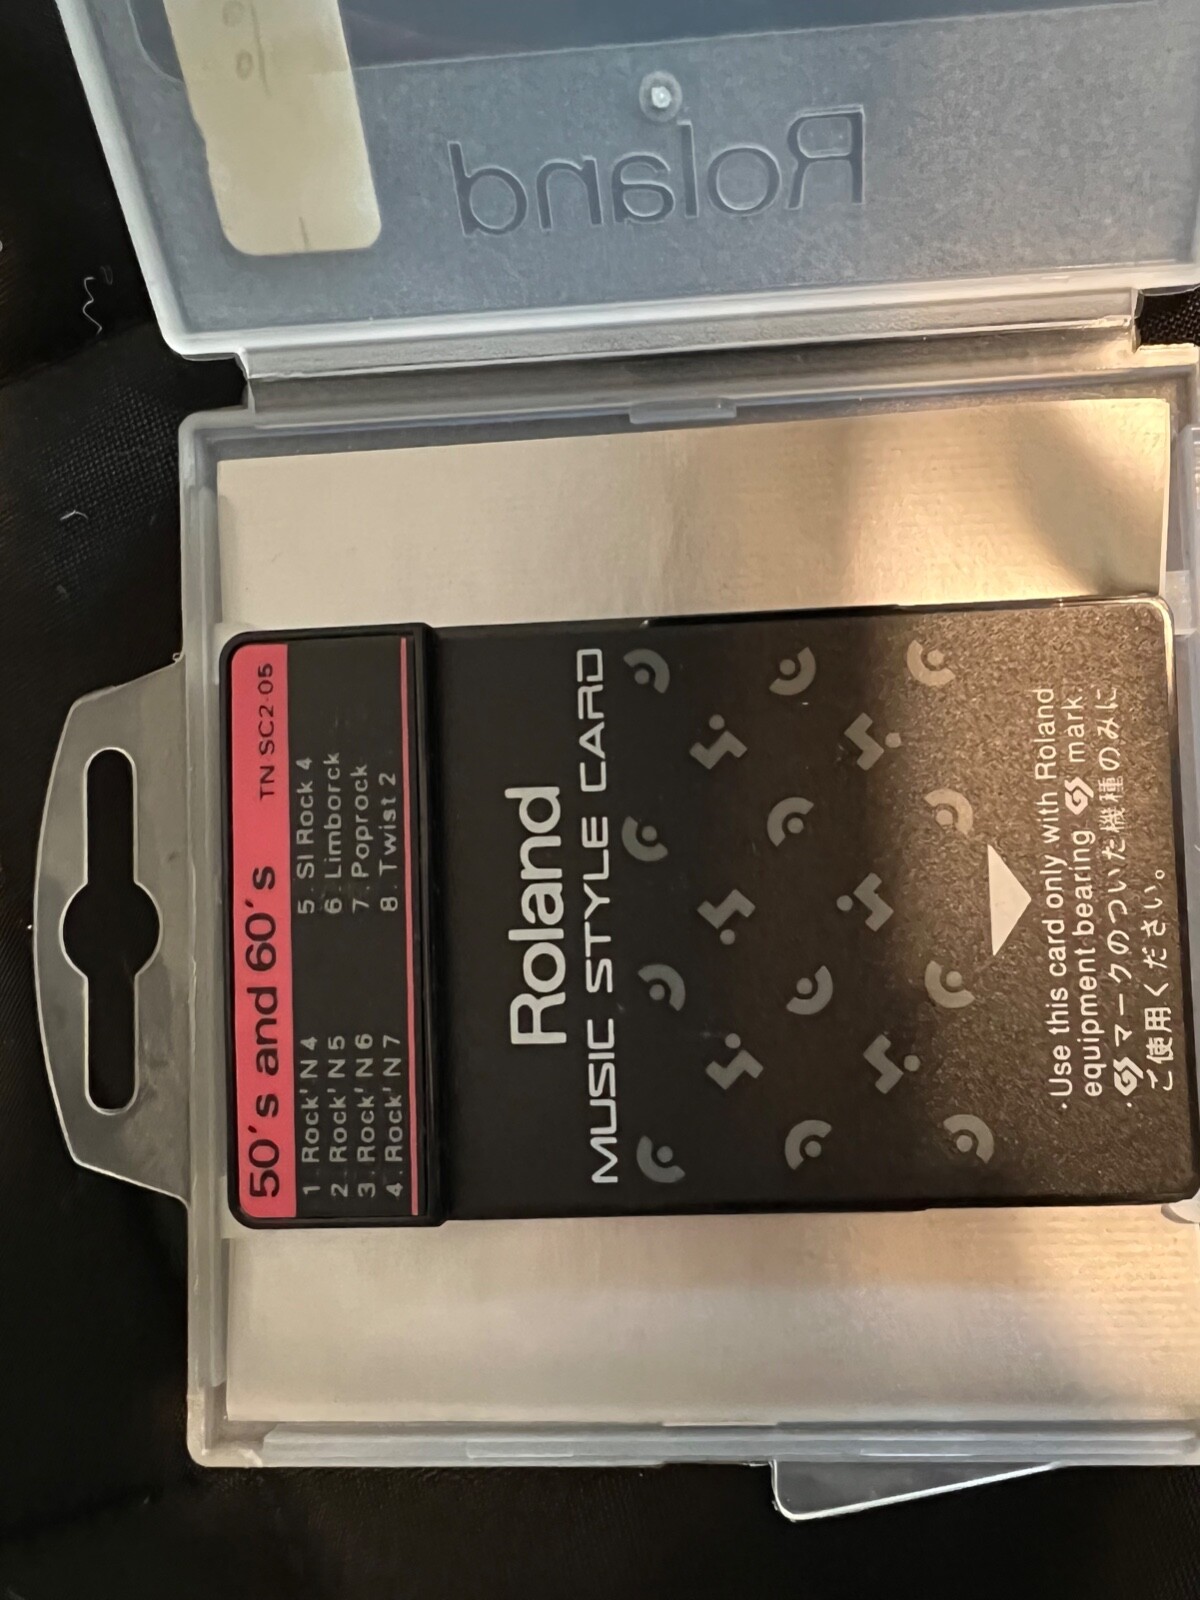 Roland
50's and 60's TN SC2-05
1. Rock' N 4
2. Rock' N 5
3. Rock' N 6
4. Rock' N 7
5. Sl Rock 4
6. Limborck
7. Poprock
8. Twist 2
Roland
MUSIC STYLE CARD
·Use this card only with Roland
equipment bearing GS mark.
·GS マークのついた機種のみに
ご使用ください。